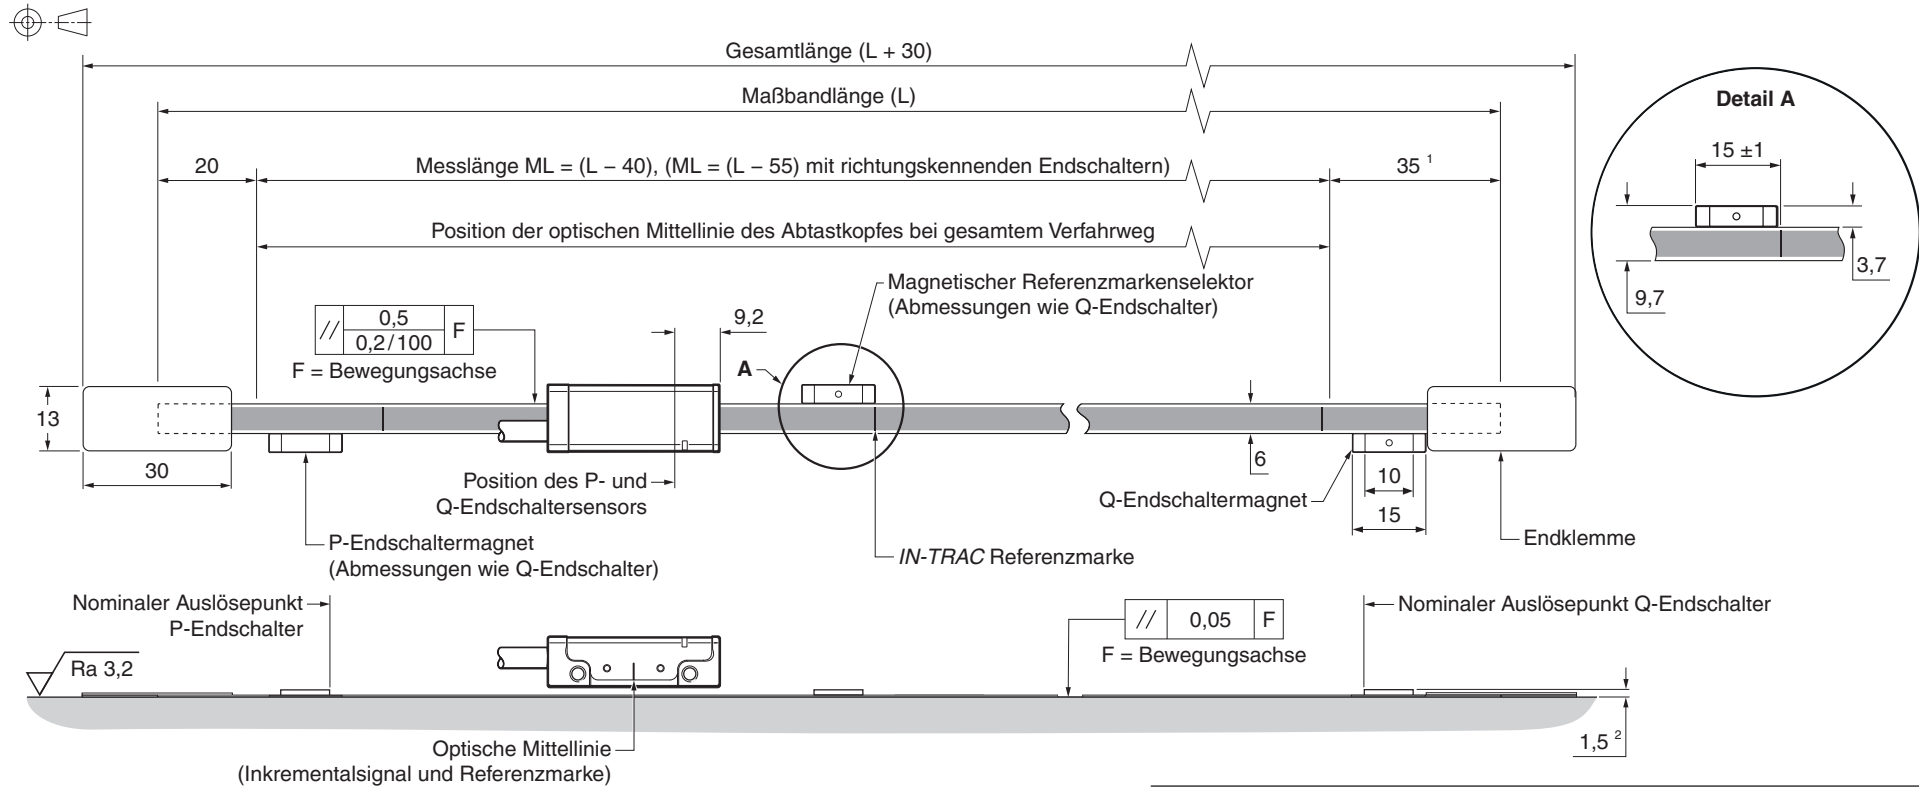 Gesamtlänge (L + 30)
Maßbandlänge (L)
Detail A
20
Messlänge ML = (L – 40), (ML = (L – 55) mit richtungskennenden Endschaltern)
35 ¹
15 ±1
Position der optischen Mittellinie des Abtastkopfes bei gesamtem Verfahrweg
3,7
9,7
Magnetischer Referenzmarkenselektor
(Abmessungen wie Q-Endschalter)
// 0,5 F
0,2/100
F = Bewegungsachse
9,2
A
13
30
6
10
15
Position des P- und
Q-Endschaltersensors
Q-Endschaltermagnet
Endklemme
P-Endschaltermagnet
(Abmessungen wie Q-Endschalter)
IN-TRAC Referenzmarke
Nominaler Auslösepunkt
P-Endschalter
// 0,05 F
F = Bewegungsachse
Nominaler Auslösepunkt Q-Endschalter
Ra 3,2
1,5 ²
Optische Mittellinie
(Inkrementalsignal und Referenzmarke)